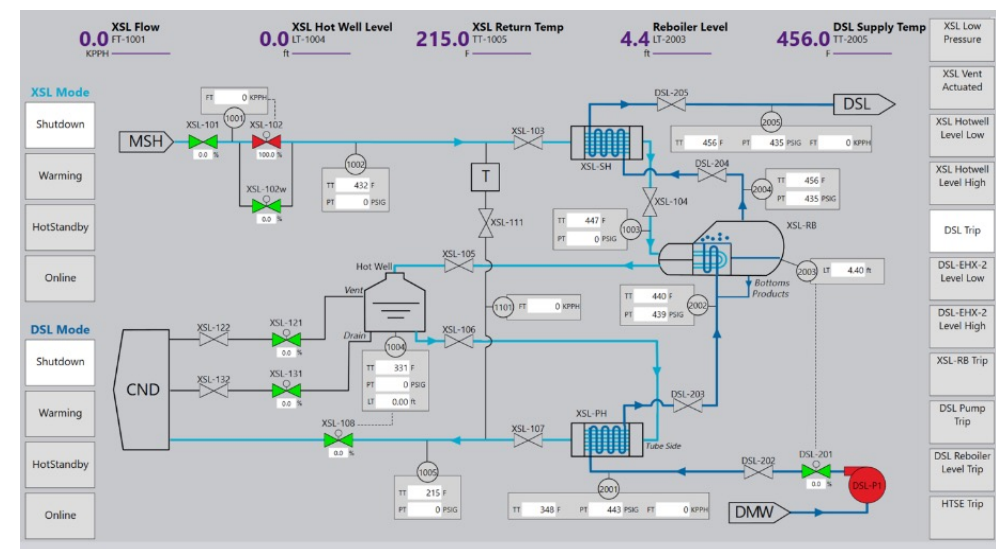 XSL Flow
0.0 FT-1001
KPPH
XSL Hot Well Level
0.0 LT-1004
ft
XSL Return Temp
215.0 TT-1005
F
Reboiler Level
4.4 LT-2003
ft
DSL Supply Temp
456.0 TT-2005
F
XSL Low
Pressure
XSL Vent
Actuated
XSL Hotwell
Level Low
XSL Hotwell
Level High
DSL Trip
DSL-EHX-2
Level Low
DSL-EHX-2
Level High
XSL-RB Trip
DSL Pump
Trip
DSL Reboiler
Level Trip
HTSE Trip
XSL Mode
Shutdown
Warming
HotStandby
Online
DSL Mode
Shutdown
Warming
HotStandby
Online
FT 0 KPPH
1001
MSH
XSL-101
0.0 %
XSL-102
100.0 %
XSL-102w
0.0 %
1002
TT 432 F
PT 0 PSIG
XSL-103
T
XSL-111
XSL-SH
DSL-205
DSL
2005
TT 456 F PT 435 PSIG FT 0 KPPH
DSL-204
2004
TT 456 F
PT 435 PSIG
XSL-104
TT 447 F
PT 0 PSIG
1003
XSL-RB
2003
LT 4.40 ft
Bottoms
Products
TT 440 F
PT 439 PSIG
2002
XSL-105
Hot Well
Vent
Drain
1004
TT 331 F
PT 0 PSIG
LT 0.00 ft
XSL-106
1101
FT 0 KPPH
CND
XSL-122
XSL-121
0.0 %
XSL-132
XSL-131
0.0 %
XSL-108
0.0 %
XSL-107
XSL-PH
Tube Side
DSL-203
1005
TT 215 F
PT 0 PSIG
2001
TT 348 F PT 443 PSIG FT 0 KPPH
DSL-202
DSL-201
0.0 %
DSL-P1
DMW